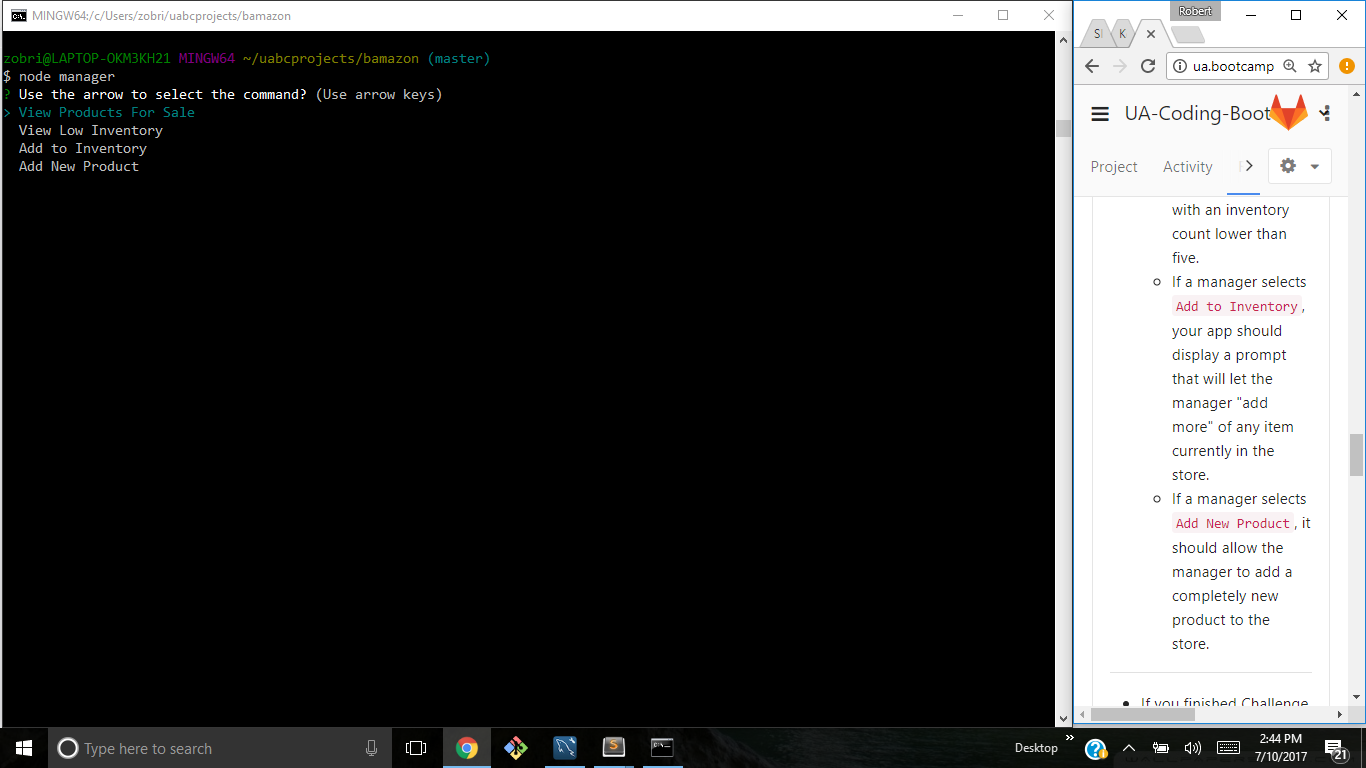 MINGW64:/c/Users/zobri/uabcprojects/bamazon
zobri@LAPTOP-OKM3KH21 MINGW64 ~/uabcprojects/bamazon (master)
$ node manager
? Use the arrow to select the command? (Use arrow keys)
> View Products For Sale
View Low Inventory
Add to Inventory
Add New Product
Robert
K
ua.bootcamp
UA-Coding-Boot
Project Activity
with an inventory
count lower than
five.
If a manager selects
Add to Inventory,
your app should
display a prompt
that will let the
manager "add
more" of any item
currently in the
store.
If a manager selects
Add New Product, it
should allow the
manager to add a
completely new
product to the
store.
If you finished Challenge
Type here to search
Desktop
2:44 PM
7/10/2017
21